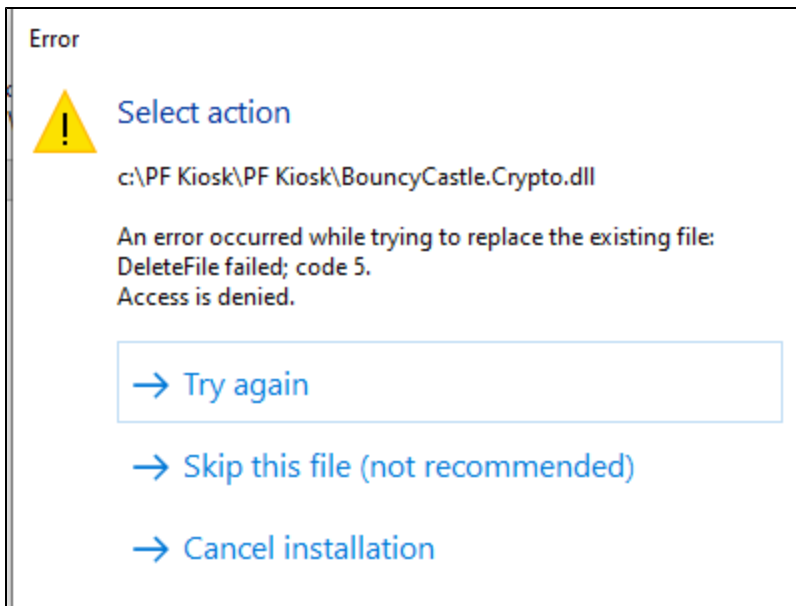 Error
Select action
c:\PF Kiosk\PF Kiosk\BouncyCastle.Crypto.dll
An error occurred while trying to replace the existing file:
DeleteFile failed; code 5.
Access is denied.
→ Try again
→ Skip this file (not recommended)
→ Cancel installation